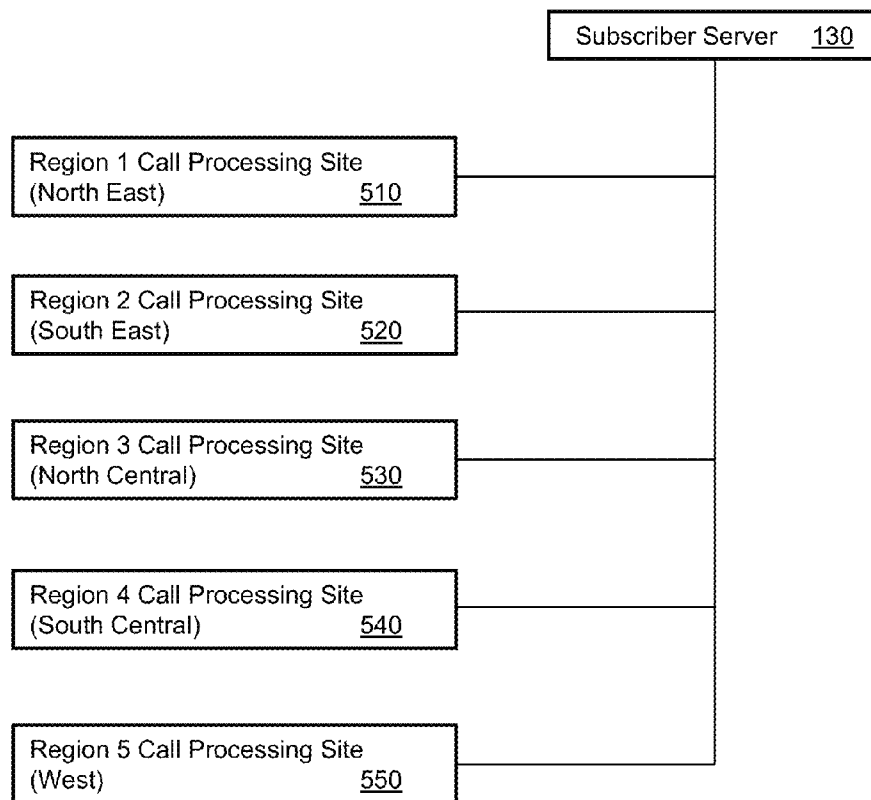 Subscriber Server 130
Region 1 Call Processing Site
(North East) 510
Region 2 Call Processing Site
(South East) 520
Region 3 Call Processing Site
(North Central) 530
Region 4 Call Processing Site
(South Central) 540
Region 5 Call Processing Site
(West) 550